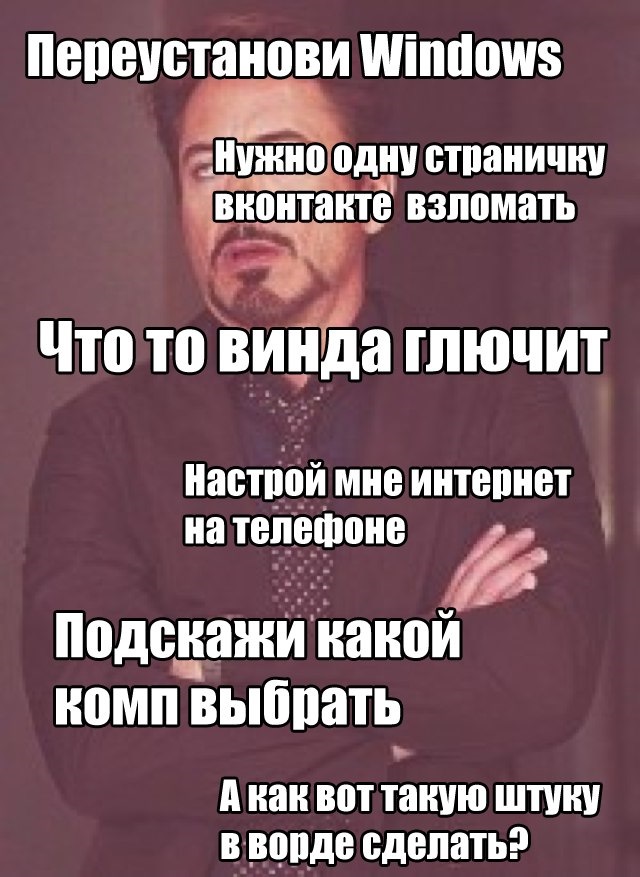 Переустанови Windows
Нужно одну страничку
вконтакте взломать
Что то винда глючит
Настрой мне интернет
на телефоне
Подскажи какой
комп выбрать
А как вот такую штуку
в ворде сделать?